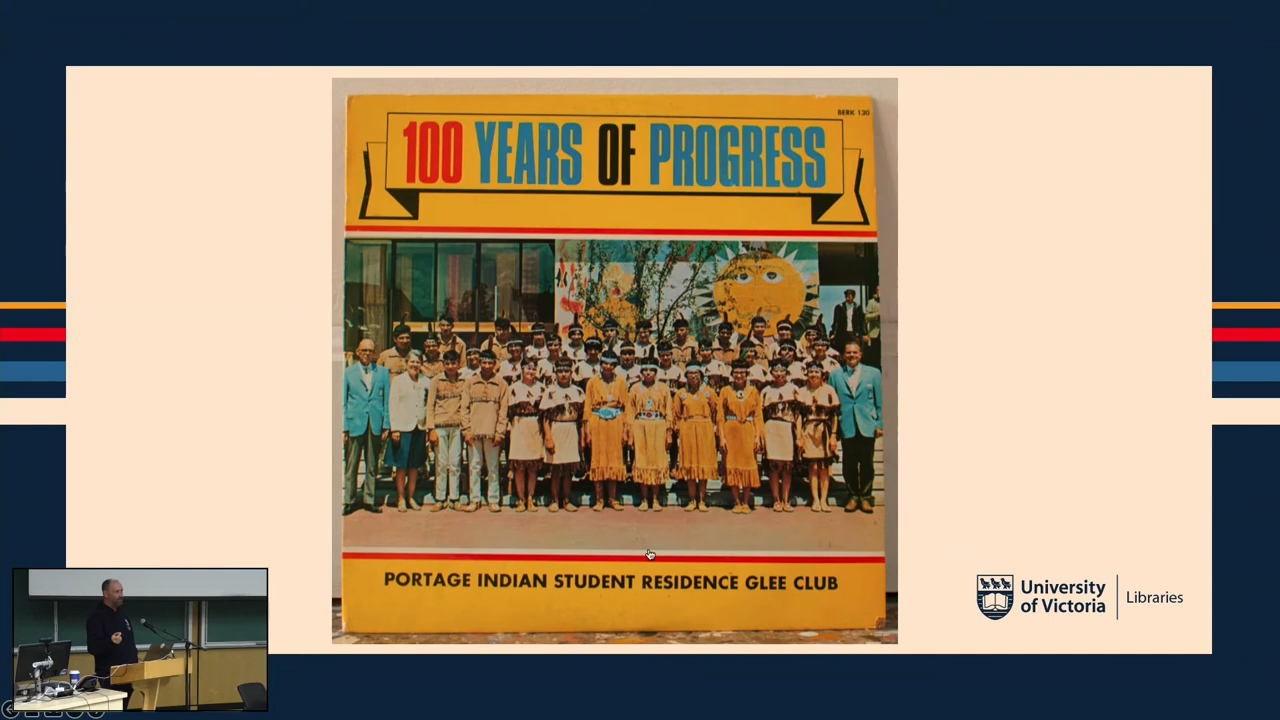 BERK 130
100 YEARS OF PROGRESS
PORTAGE INDIAN STUDENT RESIDENCE GLEE CLUB
University
of Victoria
Libraries